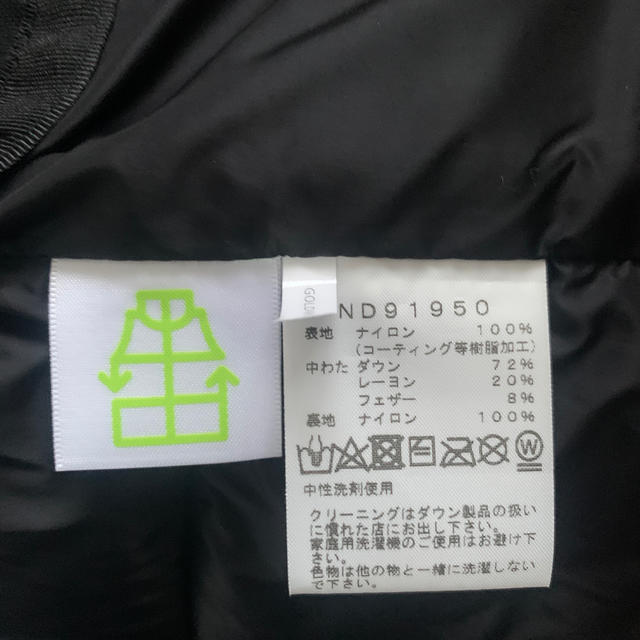 GOLD
ND91950
表地 ナイロン 100%
(コーティング等樹脂加工)
中わた ダウン 72%
レーヨン 20%
フェザー 8%
裏地 ナイロン 100%
W
中性洗剤使用
クリーニングはダウン製品の扱い
に慣れた店にお出し下さい。
家庭用洗濯機のご使用はお避け下
さい。
色物は他の物と一緒に洗濯しない
で下さい。